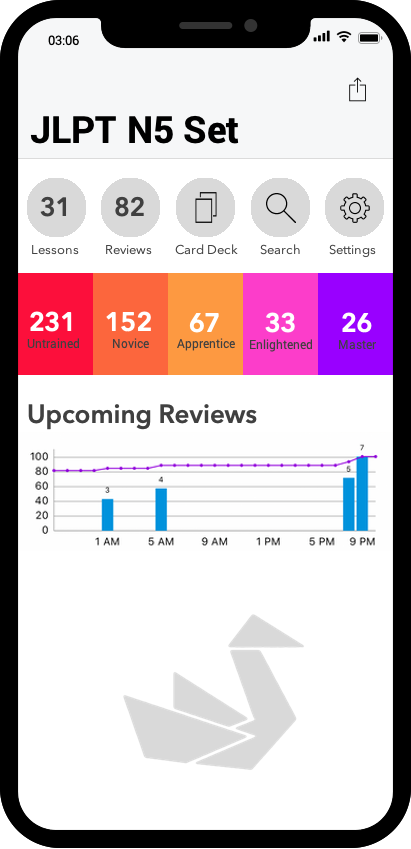 03:06
JLPT N5 Set
31 82
Lessons Reviews Card Deck Search Settings
231 152 67 33 26
Untrained Novice Apprentice Enlightened Master
Upcoming Reviews
100
80
60
40
20
0
3 4 5 7
1 AM 5 AM 9 AM 1 PM 5 PM 9 PM